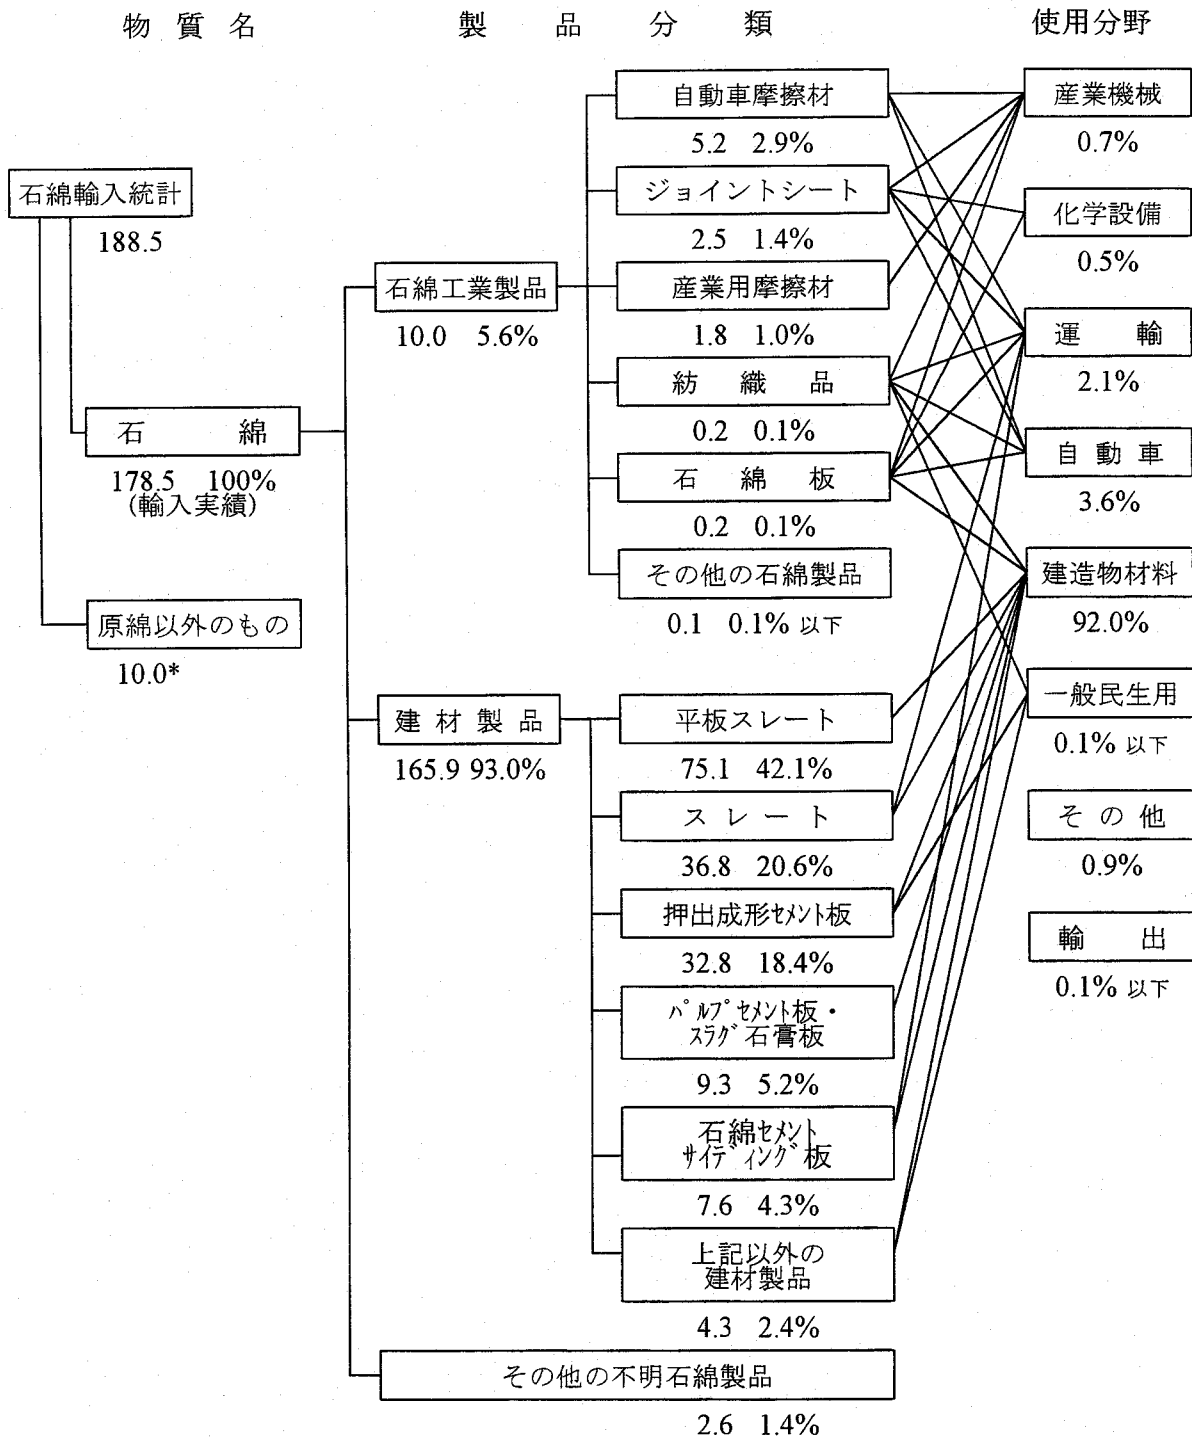 物質名
製品分類
使用分野
石綿輸入統計
188.5
石綿
178.5 100%
(輸入実績)
原綿以外のもの
10.0*
石綿工業製品
10.0 5.6%
建材製品
165.9 93.0%
その他の不明石綿製品
2.6 1.4%
自動車摩擦材
5.2 2.9%
ジョイントシート
2.5 1.4%
産業用摩擦材
1.8 1.0%
紡織品
0.2 0.1%
石綿板
0.2 0.1%
その他の石綿製品
0.1 0.1% 以下
平板スレート
75.1 42.1%
スレート
36.8 20.6%
押出成形ｾﾒﾝﾄ板
32.8 18.4%
ﾊﾟﾙﾌﾟｾﾒﾝﾄ板・
ｽﾗｸﾞ石膏板
9.3 5.2%
石綿ｾﾒﾝﾄ
ｻｲﾃﾞｨﾝｸﾞ板
7.6 4.3%
上記以外の
建材製品
4.3 2.4%
産業機械
0.7%
化学設備
0.5%
運輸
2.1%
自動車
3.6%
建造物材料
92.0%
一般民生用
0.1% 以下
その他
0.9%
輸出
0.1% 以下